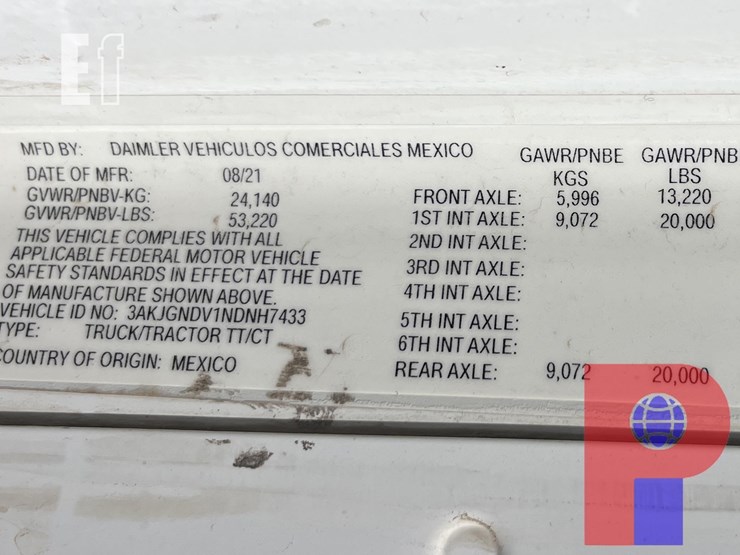 Ef
MFD BY: DAIMLER VEHICULOS COMERCIALES MEXICO
DATE OF MFR: 08/21
GVWR/PNBV-KG: 24,140
GVWR/PNBV-LBS: 53,220
THIS VEHICLE COMPLIES WITH ALL
APPLICABLE FEDERAL MOTOR VEHICLE
SAFETY STANDARDS IN EFFECT AT THE DATE
OF MANUFACTURE SHOWN ABOVE.
VEHICLE ID NO: 3AKJGNDV1NDNH7433
TYPE: TRUCK/TRACTOR TT/CT
COUNTRY OF ORIGIN: MEXICO
GAWR/PNBE GAWR/PNB
KGS LBS
FRONT AXLE: 5,996 13,220
1ST INT AXLE: 9,072 20,000
2ND INT AXLE:
3RD INT AXLE:
4TH INT AXLE:
5TH INT AXLE:
6TH INT AXLE:
REAR AXLE: 9,072 20,000
Pi